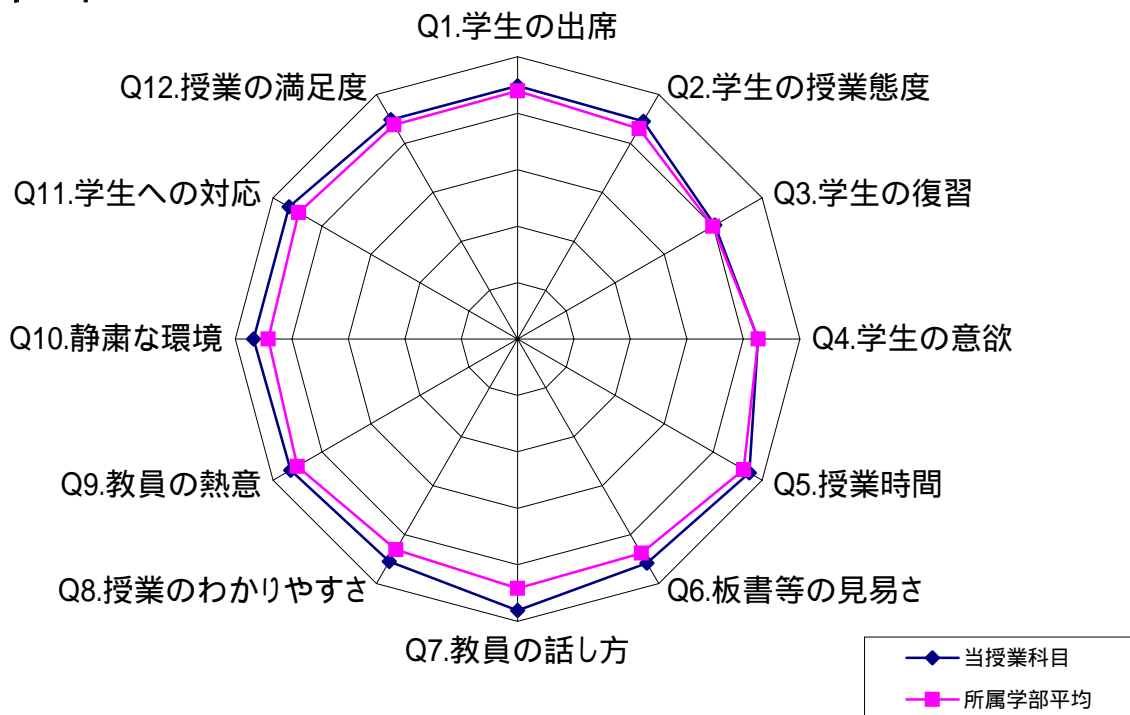 Q1.学生の出席
Q2.学生の授業態度
Q3.学生の復習
Q4.学生の意欲
Q5.授業時間
Q6.板書等の見易さ
Q7.教員の話し方
Q8.授業のわかりやすさ
Q9.教員の熱意
Q10.静粛な環境
Q11.学生への対応
Q12.授業の満足度
当授業科目
所属学部平均